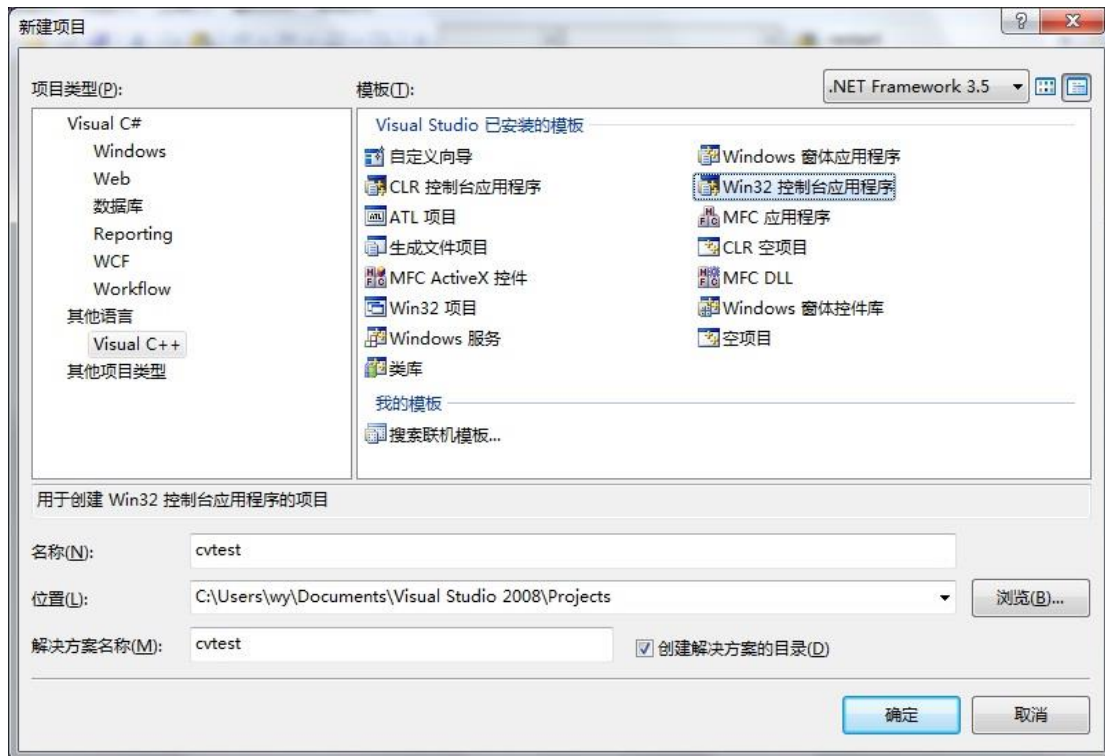 新建项目
项目类型(P):
模板(T):
.NET Framework 3.5
Visual C#
Windows
Web
数据库
Reporting
WCF
Workflow
其他语言
Visual C++
其他项目类型
Visual Studio 已安装的模板
自定义向导
Windows 窗体应用程序
CLR 控制台应用程序
Win32 控制台应用程序
ATL 项目
MFC 应用程序
生成文件项目
CLR 空项目
MFC ActiveX 控件
MFC DLL
Win32 项目
Windows 窗体控件库
Windows 服务
空项目
类库
我的模板
搜索联机模板...
用于创建 Win32 控制台应用程序的项目
名称(N):
cvtest
位置(L):
C:\Users\wy\Documents\Visual Studio 2008\Projects
浏览(B)...
解决方案名称(M):
cvtest
创建解决方案的目录(D)
确定
取消